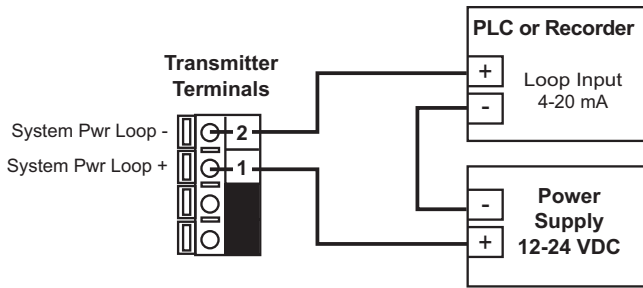 PLC or Recorder
+
Loop Input
4-20 mA
-
Transmitter
Terminals
System Pwr Loop -
2
System Pwr Loop +
1
-
Power
Supply
12-24 VDC
+